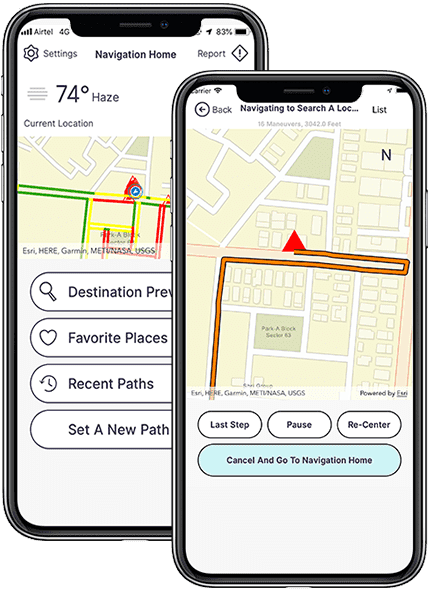 Airtel 4G
83%
Settings
Navigation Home
Report
74° Haze
Current Location
Park-A Block
Esri, HERE, Garmin, METI/NASA, USGS
Destination Prev
Favorite Places
Recent Paths
Set A New Path
Back
Navigating to Search A Loc...
List
16 Maneuvers, 3042.0 Feet
N
Park-A Block
Sector 63
Esri, HERE, Garmin, METI/NASA, USGS
Powered by Esri
Last Step
Pause
Re-Center
Cancel And Go To Navigation Home